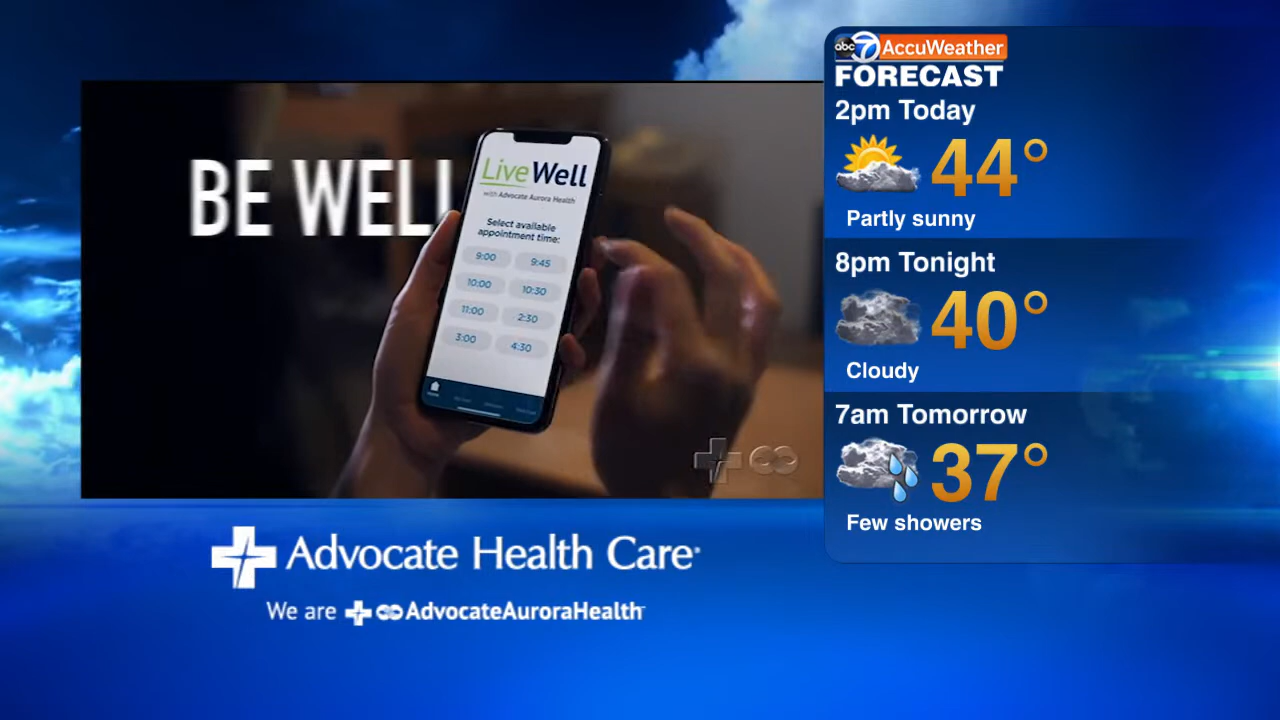 BE WELL
LiveWell
with Advocate Aurora Health
Select available
appointment time:
9:00 9:45
10:00 10:30
11:00 2:30
3:00 4:30
Advocate Health Care
We are AdvocateAuroraHealth
abc 7 AccuWeather
FORECAST
2pm Today
44°
Partly sunny
8pm Tonight
40°
Cloudy
7am Tomorrow
37°
Few showers